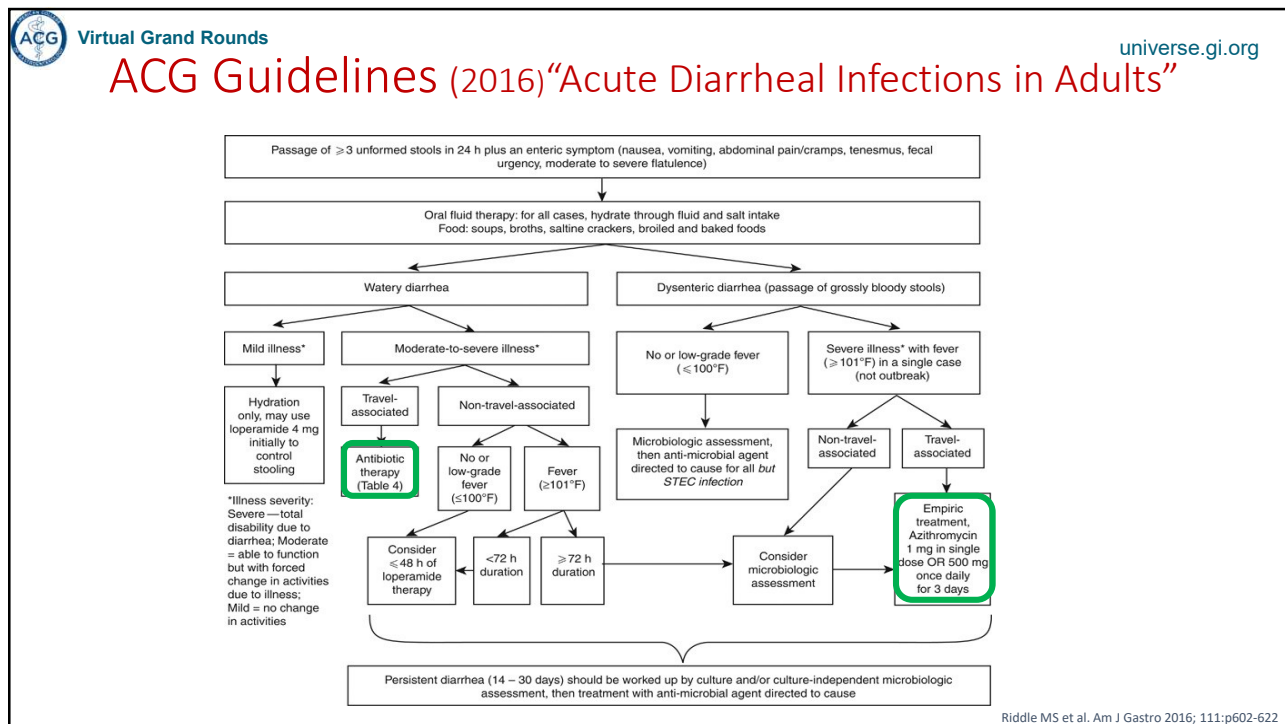 ACG
AMERICAN COLLEGE
OF GASTROENTEROLOGY
Virtual Grand Rounds
universe.gi.org
ACG Guidelines (2016)“Acute Diarrheal Infections in Adults”
Passage of ≥3 unformed stools in 24 h plus an enteric symptom (nausea, vomiting, abdominal pain/cramps, tenesmus, fecal
urgency, moderate to severe flatulence)
Oral fluid therapy: for all cases, hydrate through fluid and salt intake
Food: soups, broths, saltine crackers, broiled and baked foods
Watery diarrhea
Dysenteric diarrhea (passage of grossly bloody stools)
Mild illness*
Moderate-to-severe illness*
No or low-grade fever
(≤100°F)
Severe illness* with fever
(≥101°F) in a single case
(not outbreak)
Hydration
only, may use
loperamide 4 mg
initially to
control
stooling
Travel-
associated
Non-travel-associated
Antibiotic
therapy
(Table 4)
No or
low-grade
fever
(≤100°F)
Fever
(≥101°F)
Microbiologic assessment,
then anti-microbial agent
directed to cause for all but
STEC infection
Non-travel-
associated
Travel-
associated
*Illness severity:
Severe —total
disability due to
diarrhea; Moderate
= able to function
but with forced
change in activities
due to illness;
Mild = no change
in activities
Consider
≤48 h of
loperamide
therapy
<72 h
duration
≥72 h
duration
Consider
microbiologic
assessment
Empiric
treatment,
Azithromycin
1 mg in single
dose OR 500 mg
once daily
for 3 days
Persistent diarrhea (14 – 30 days) should be worked up by culture and/or culture-independent microbiologic
assessment, then treatment with anti-microbial agent directed to cause
Riddle MS et al. Am J Gastro 2016; 111:p602-622